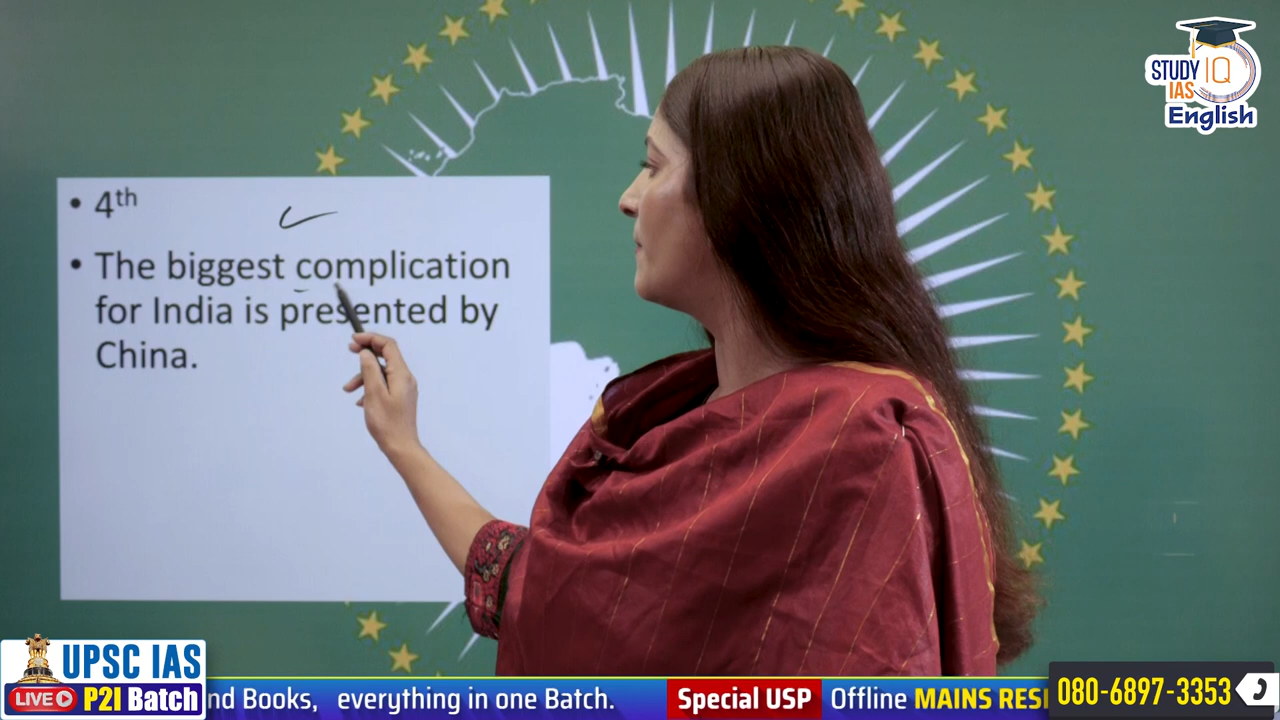 STUDY IQ
IAS
English
• 4th
• The biggest complication
for India is presented by
China.
UPSC IAS
LIVE P2I Batch
nd Books, everything in one Batch.
Special USP
Offline MAINS RESI
080-6897-3353